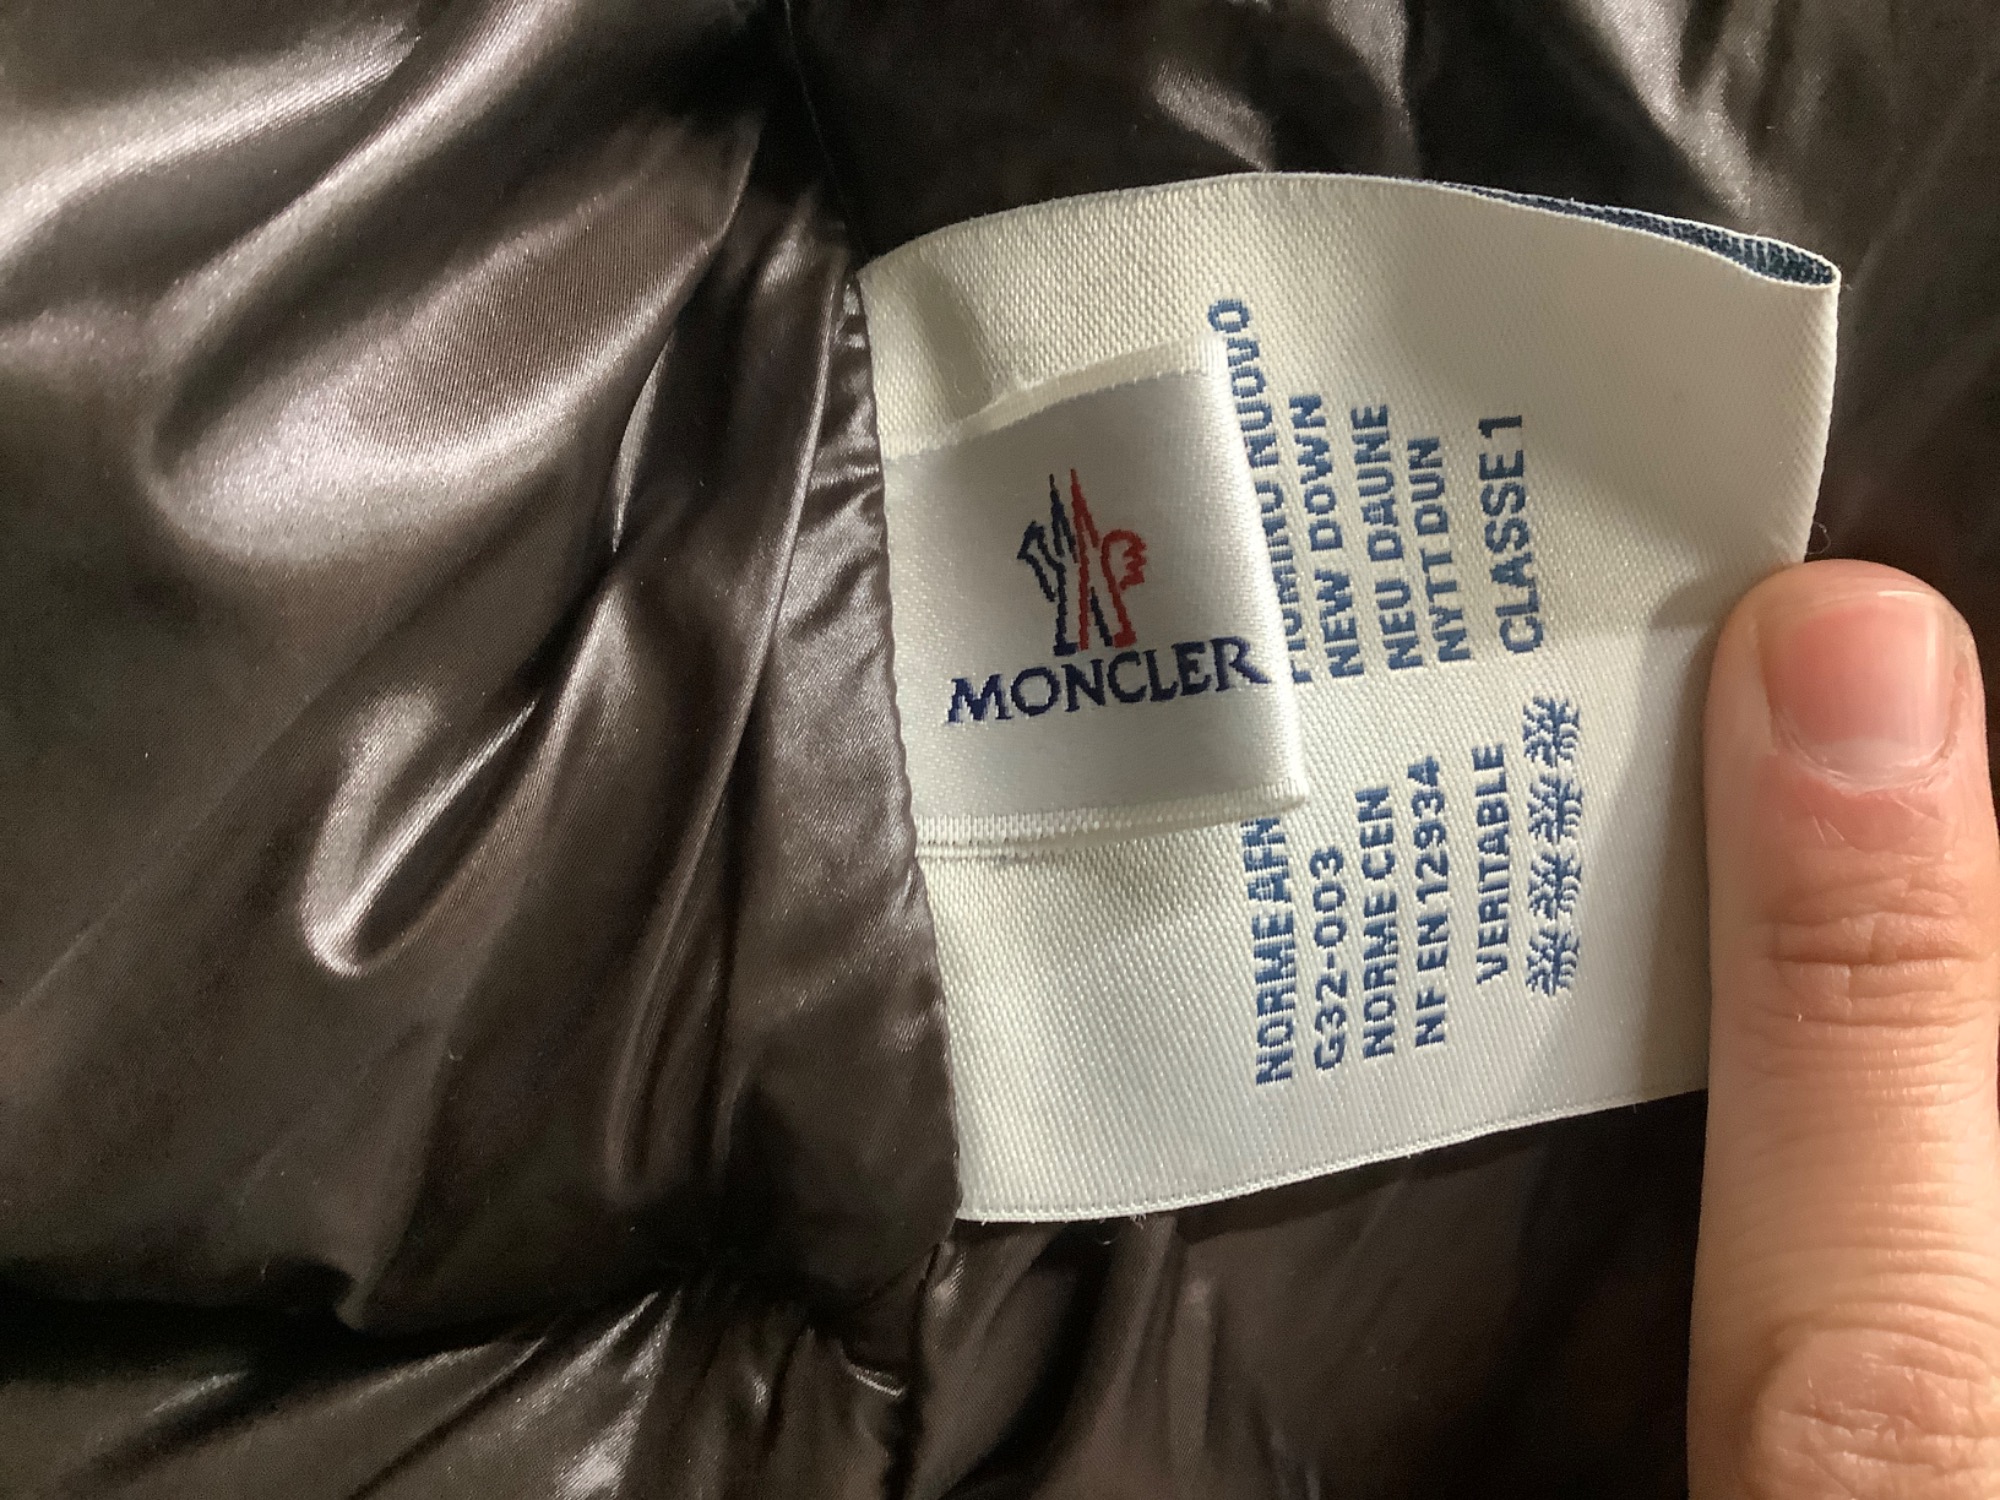 MONCLER
NUOVO
NEW DOWN
NEU DAUNE
NYTT DUN
CLASSE 1
NORME AFN
G32-003
NORME CEN
NF EN 12934
VERITABLE